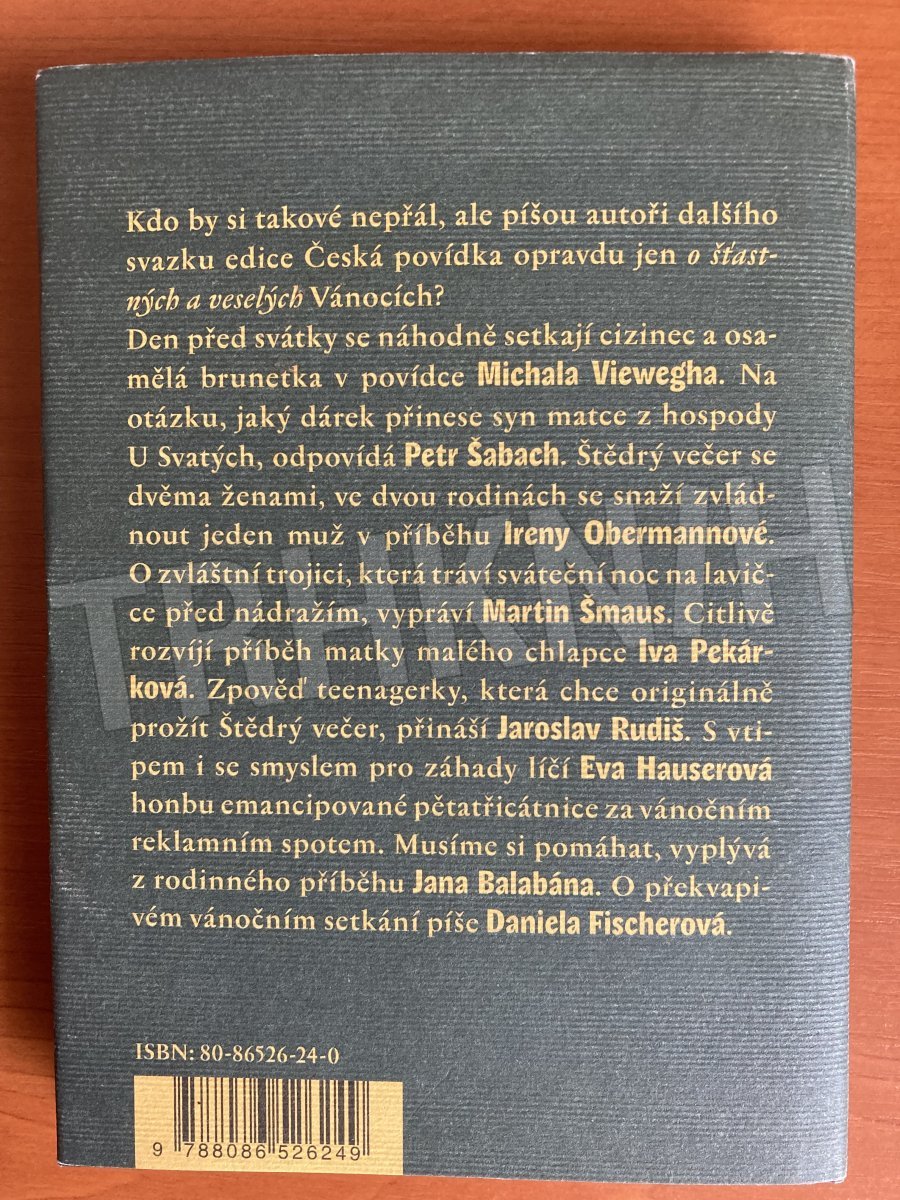 Kdo by si takové nepřál, ale píšou autoři dalšího
svazku edice Česká povídka opravdu jen o šťast-
ných a veselých Vánocích?
Den před svátky se náhodně setkají cizinec a osa-
mělá brunetka v povídce Michala Viewegha. Na
otázku, jaký dárek přinese syn matce z hospody
U Svatých, odpovídá Petr Šabach. Štědrý večer se
dvěma ženami, ve dvou rodinách se snaží zvlád-
nout jeden muž v příběhu Ireny Obermannové.
O zvláštní trojici, která tráví sváteční noc na lavič-
ce před nádražím, vypráví Martin Šmaus. Citlivě
rozvíjí příběh matky malého chlapce Iva Pekár-
ková. Zpověď teenagerky, která chce originálně
prožít Štědrý večer, přináší Jaroslav Rudiš. S vti-
pem i se smyslem pro záhady líčí Eva Hauserová
honbu emancipované pětatřicátnice za vánočním
reklamním spotem. Musíme si pomáhat, vyplývá
z rodinného příběhu Jana Balabána. O překvapi-
vém vánočním setkání píše Daniela Fischerová.
TRHKNIH
ISBN: 80-86526-24-0
9 788086 526249